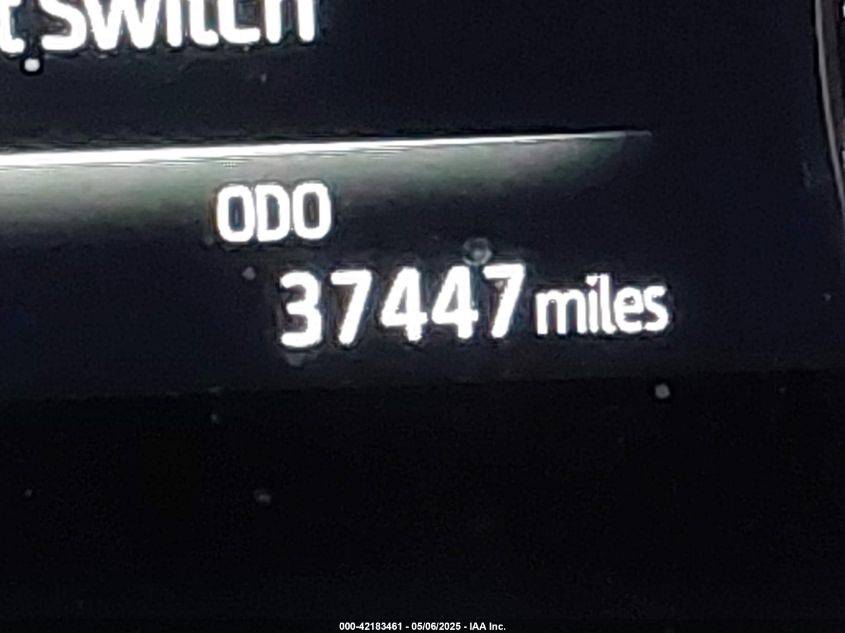 t Switch
ODO
37447 miles
000-42183461 - 05/06/2025 - IAA Inc.